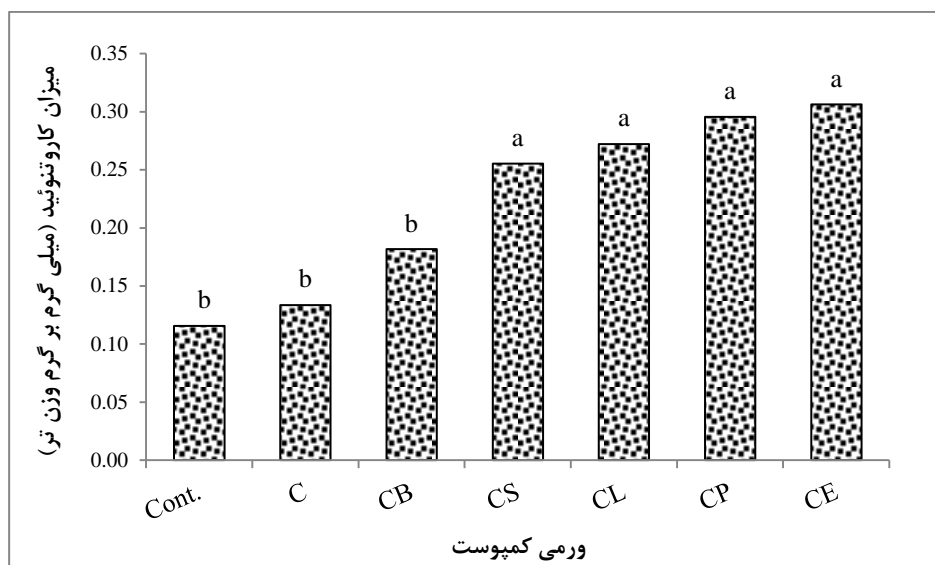 میزان کاروتنوئید (میلی گرم بر گرم وزن تر)
0.35
0.30
0.25
0.20
0.15
0.10
0.05
0.00
b
b
b
a
a
a
a
Cont.
C
CB
CS
CL
CP
CE
ورمی کمپوست